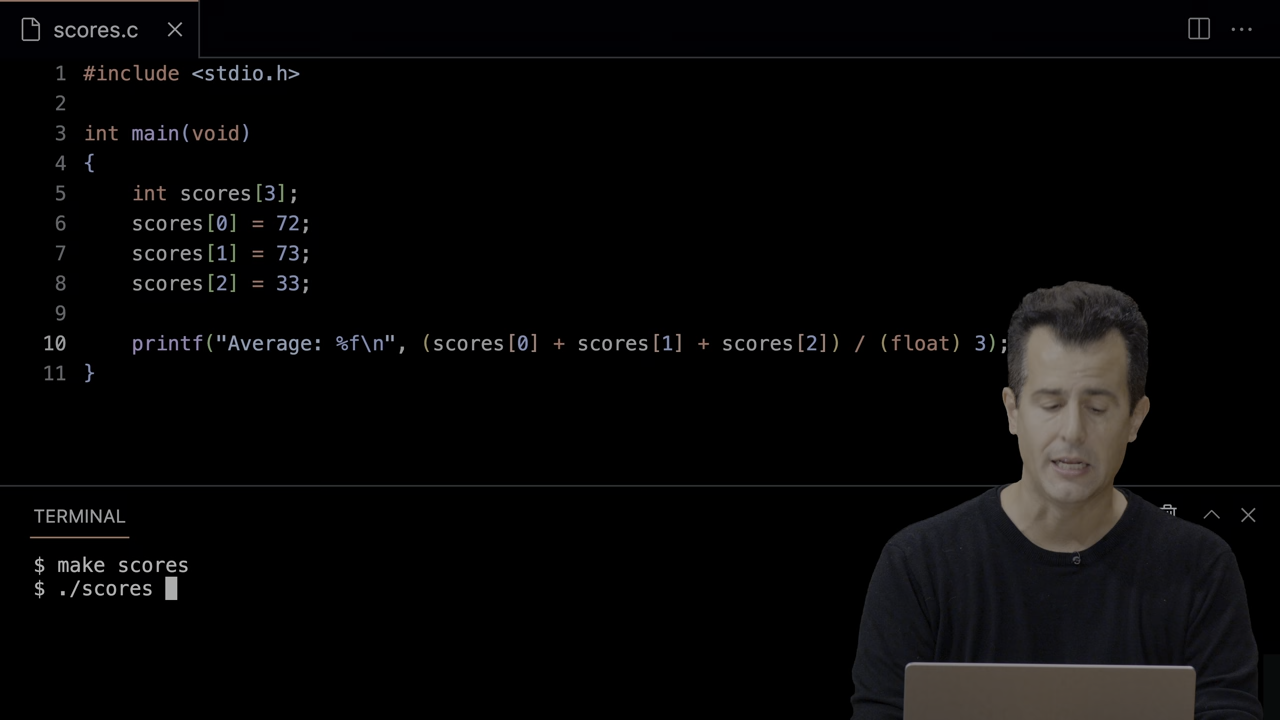 scores.c
1 #include <stdio.h>
2
3 int main(void)
4 {
5     int scores[3];
6     scores[0] = 72;
7     scores[1] = 73;
8     scores[2] = 33;
9
10     printf("Average: %f\n", (scores[0] + scores[1] + scores[2]) / (float) 3);
11 }
TERMINAL
$ make scores
$ ./scores